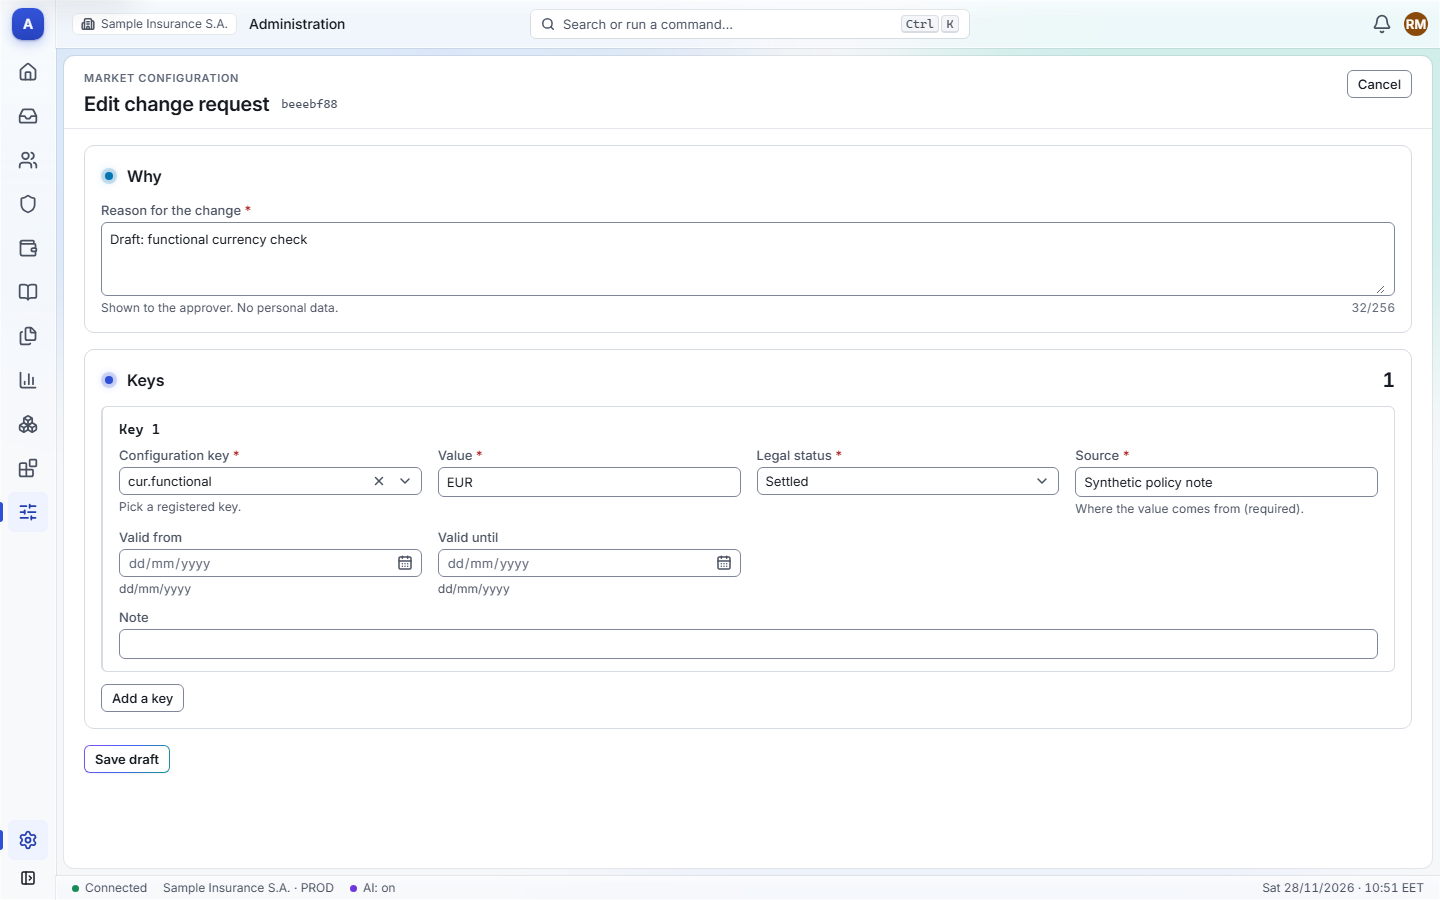 A
Sample Insurance S.A.
Administration
Search or run a command...
Ctrl K
RM
MARKET CONFIGURATION
Edit change request beeebf88
Cancel
Why
Reason for the change *
Draft: functional currency check
Shown to the approver. No personal data.
32/256
Keys
1
Key 1
Configuration key * Value * Legal status * Source *
cur.functional EUR Settled Synthetic policy note
Pick a registered key. Where the value comes from (required).
Valid from Valid until
dd/mm/yyyy dd/mm/yyyy
dd/mm/yyyy dd/mm/yyyy
Note
Add a key
Save draft
Connected Sample Insurance S.A. · PROD AI: on Sat 28/11/2026 · 10:51 EET